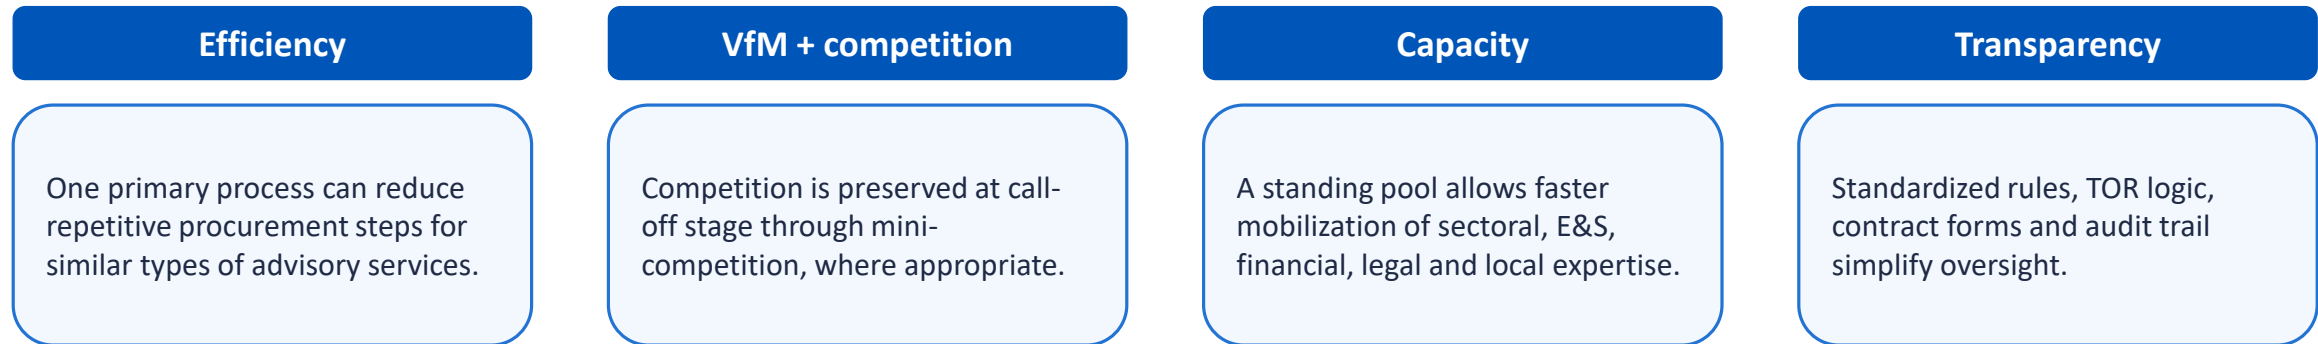 Efficiency
One primary process can reduce
repetitive procurement steps for
similar types of advisory services.
VfM + competition
Competition is preserved at call-
off stage through mini-
competition, where appropriate.
Capacity
A standing pool allows faster
mobilization of sectoral, E&S,
financial, legal and local expertise.
Transparency
Standardized rules, TOR logic,
contract forms and audit trail
simplify oversight.